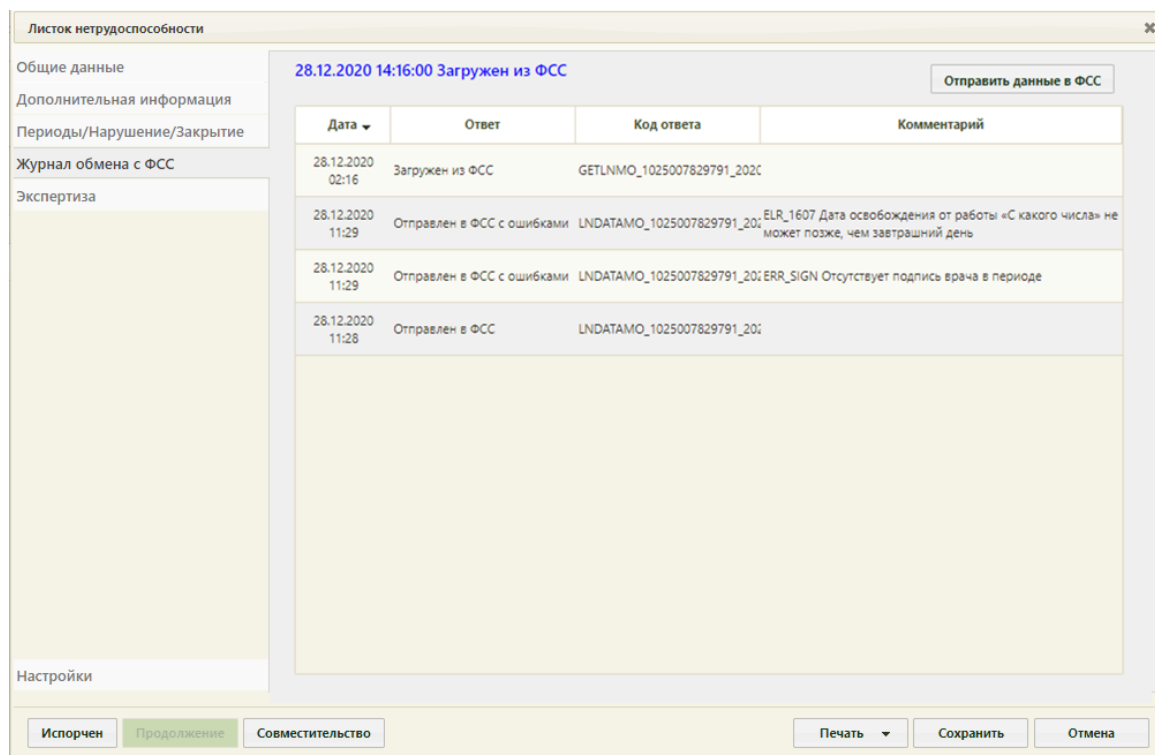 Листок нетрудоспособности
Общие данные
Дополнительная информация
Периоды/Нарушение/Закрытие
Журнал обмена с ФСС
Экспертиза
Настройки
28.12.2020 14:16:00 Загружен из ФСС
Отправить данные в ФСС
Дата Ответ Код ответа Комментарий
28.12.2020
02:16
Загружен из ФСС GETLNMO_1025007829791_2020
28.12.2020
11:29
Отправлен в ФСС с ошибками LNDATAMO_1025007829791_202
ELR_1607 Дата освобождения от работы «С какого числа» не
может позже, чем завтрашний день
28.12.2020
11:29
Отправлен в ФСС с ошибками LNDATAMO_1025007829791_202 ERR_SIGN Отсутствует подпись врача в периоде
28.12.2020
11:28
Отправлен в ФСС LNDATAMO_1025007829791_202
Испорчен Продолжение Совместительство Печать Сохранить Отмена